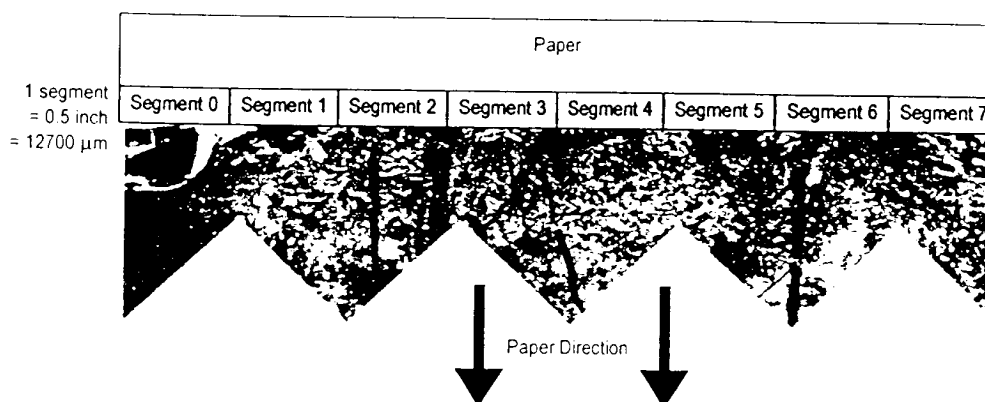 Paper
1 segment
= 0.5 inch
= 12700 µm
Segment 0 Segment 1 Segment 2 Segment 3 Segment 4 Segment 5 Segment 6 Segment 7
Paper Direction